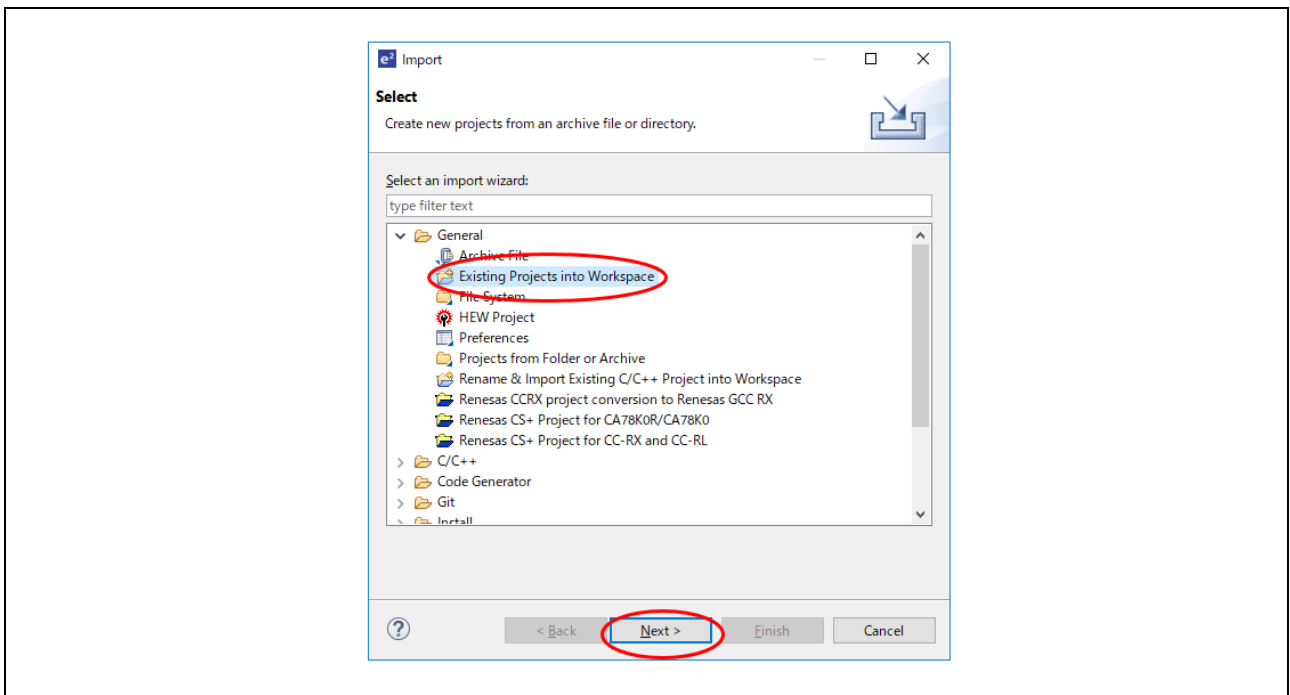 e² Import
Select
Create new projects from an archive file or directory.
Select an import wizard:
type filter text
General
Archive File
Existing Projects into Workspace
File System
HEW Project
Preferences
Projects from Folder or Archive
Rename & Import Existing C/C++ Project into Workspace
Renesas CCRX project conversion to Renesas GCC RX
Renesas CS+ Project for CA78K0R/CA78K0
Renesas CS+ Project for CC-RX and CC-RL
C/C++
Code Generator
Git
Install
? < Back Next > Finish Cancel